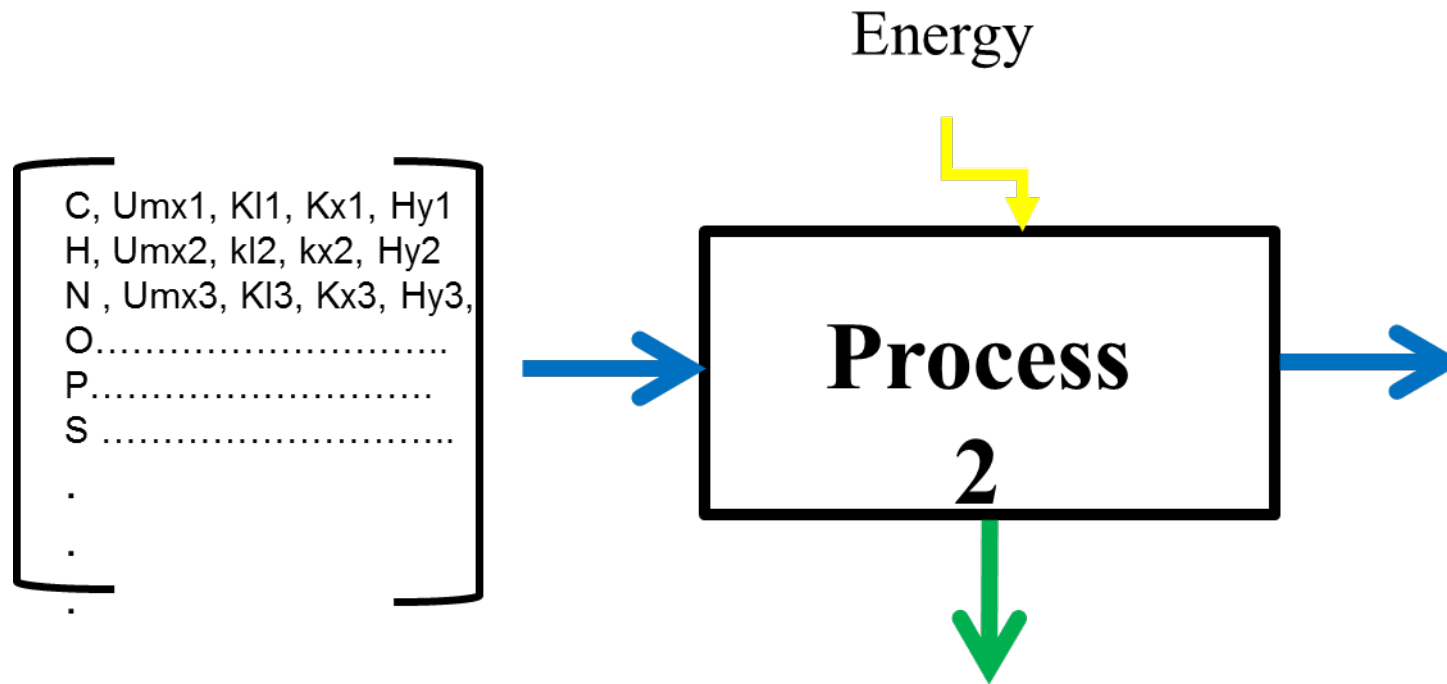 Energy
C, Umx1, Kl1, Kx1, Hy1
H, Umx2, kl2, kx2, Hy2
N , Umx3, Kl3, Kx3, Hy3,
O.............................
P............................
S .............................
.
.
.
Process
2